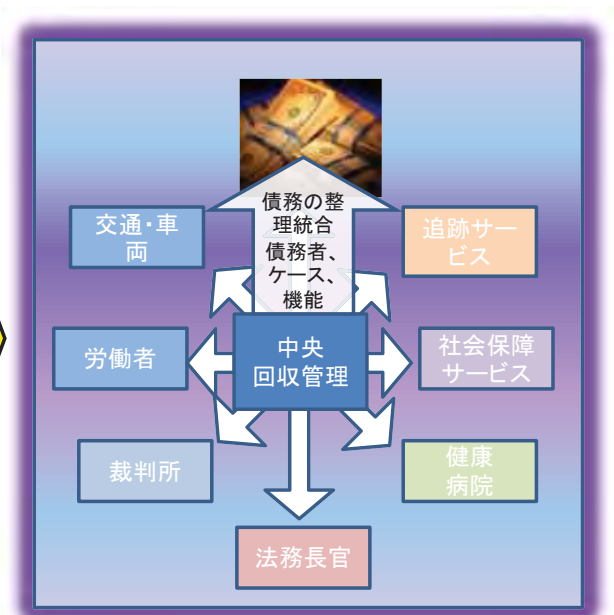 債務の整
理統合
債務者、
ケース、
機能
交通・車
両
追跡サー
ビス
労働者
中央
回収管理
社会保障
サービス
裁判所
健康
病院
法務長官